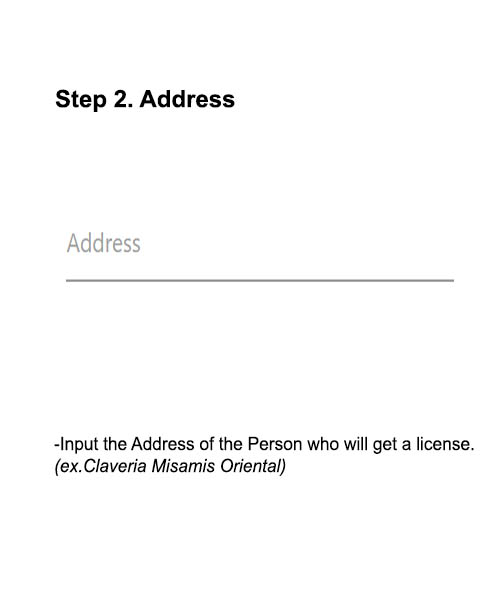 Step 2. Address
Address
-Input the Address of the Person who will get a license.
(ex.Claveria Misamis Oriental)